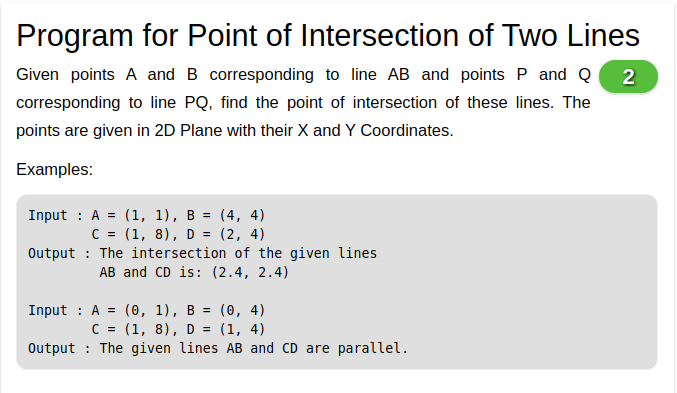 Program for Point of Intersection of Two Lines
Given points A and B corresponding to line AB and points P and Q
2
corresponding to line PQ, find the point of intersection of these lines. The
points are given in 2D Plane with their X and Y Coordinates.
Examples:
Input : A = (1, 1), B = (4, 4)
C = (1, 8), D = (2, 4)
Output : The intersection of the given lines
AB and CD is: (2.4, 2.4)
Input : A = (0, 1), B = (0, 4)
C = (1, 8), D = (1, 4)
Output : The given lines AB and CD are parallel.